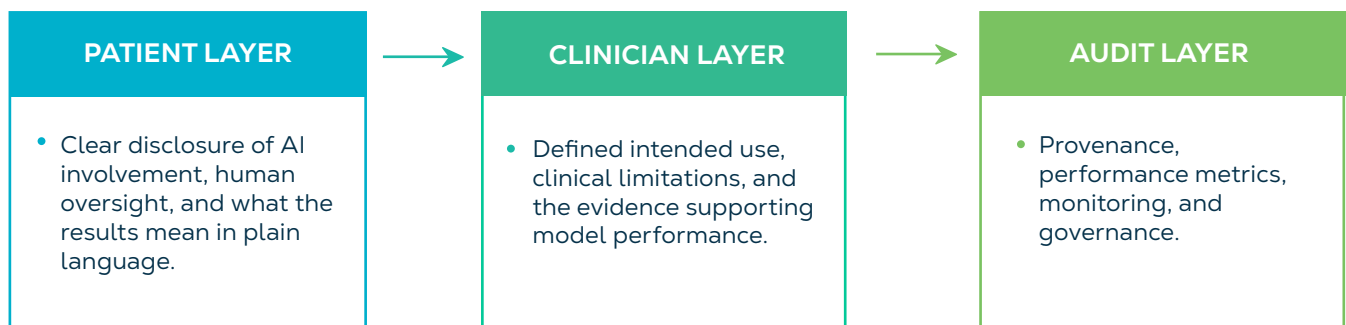 PATIENT LAYER
• Clear disclosure of AI
involvement, human
oversight, and what the
results mean in plain
language.
CLINICIAN LAYER
• Defined intended use,
clinical limitations, and
the evidence supporting
model performance.
AUDIT LAYER
• Provenance,
performance metrics,
monitoring, and
governance.